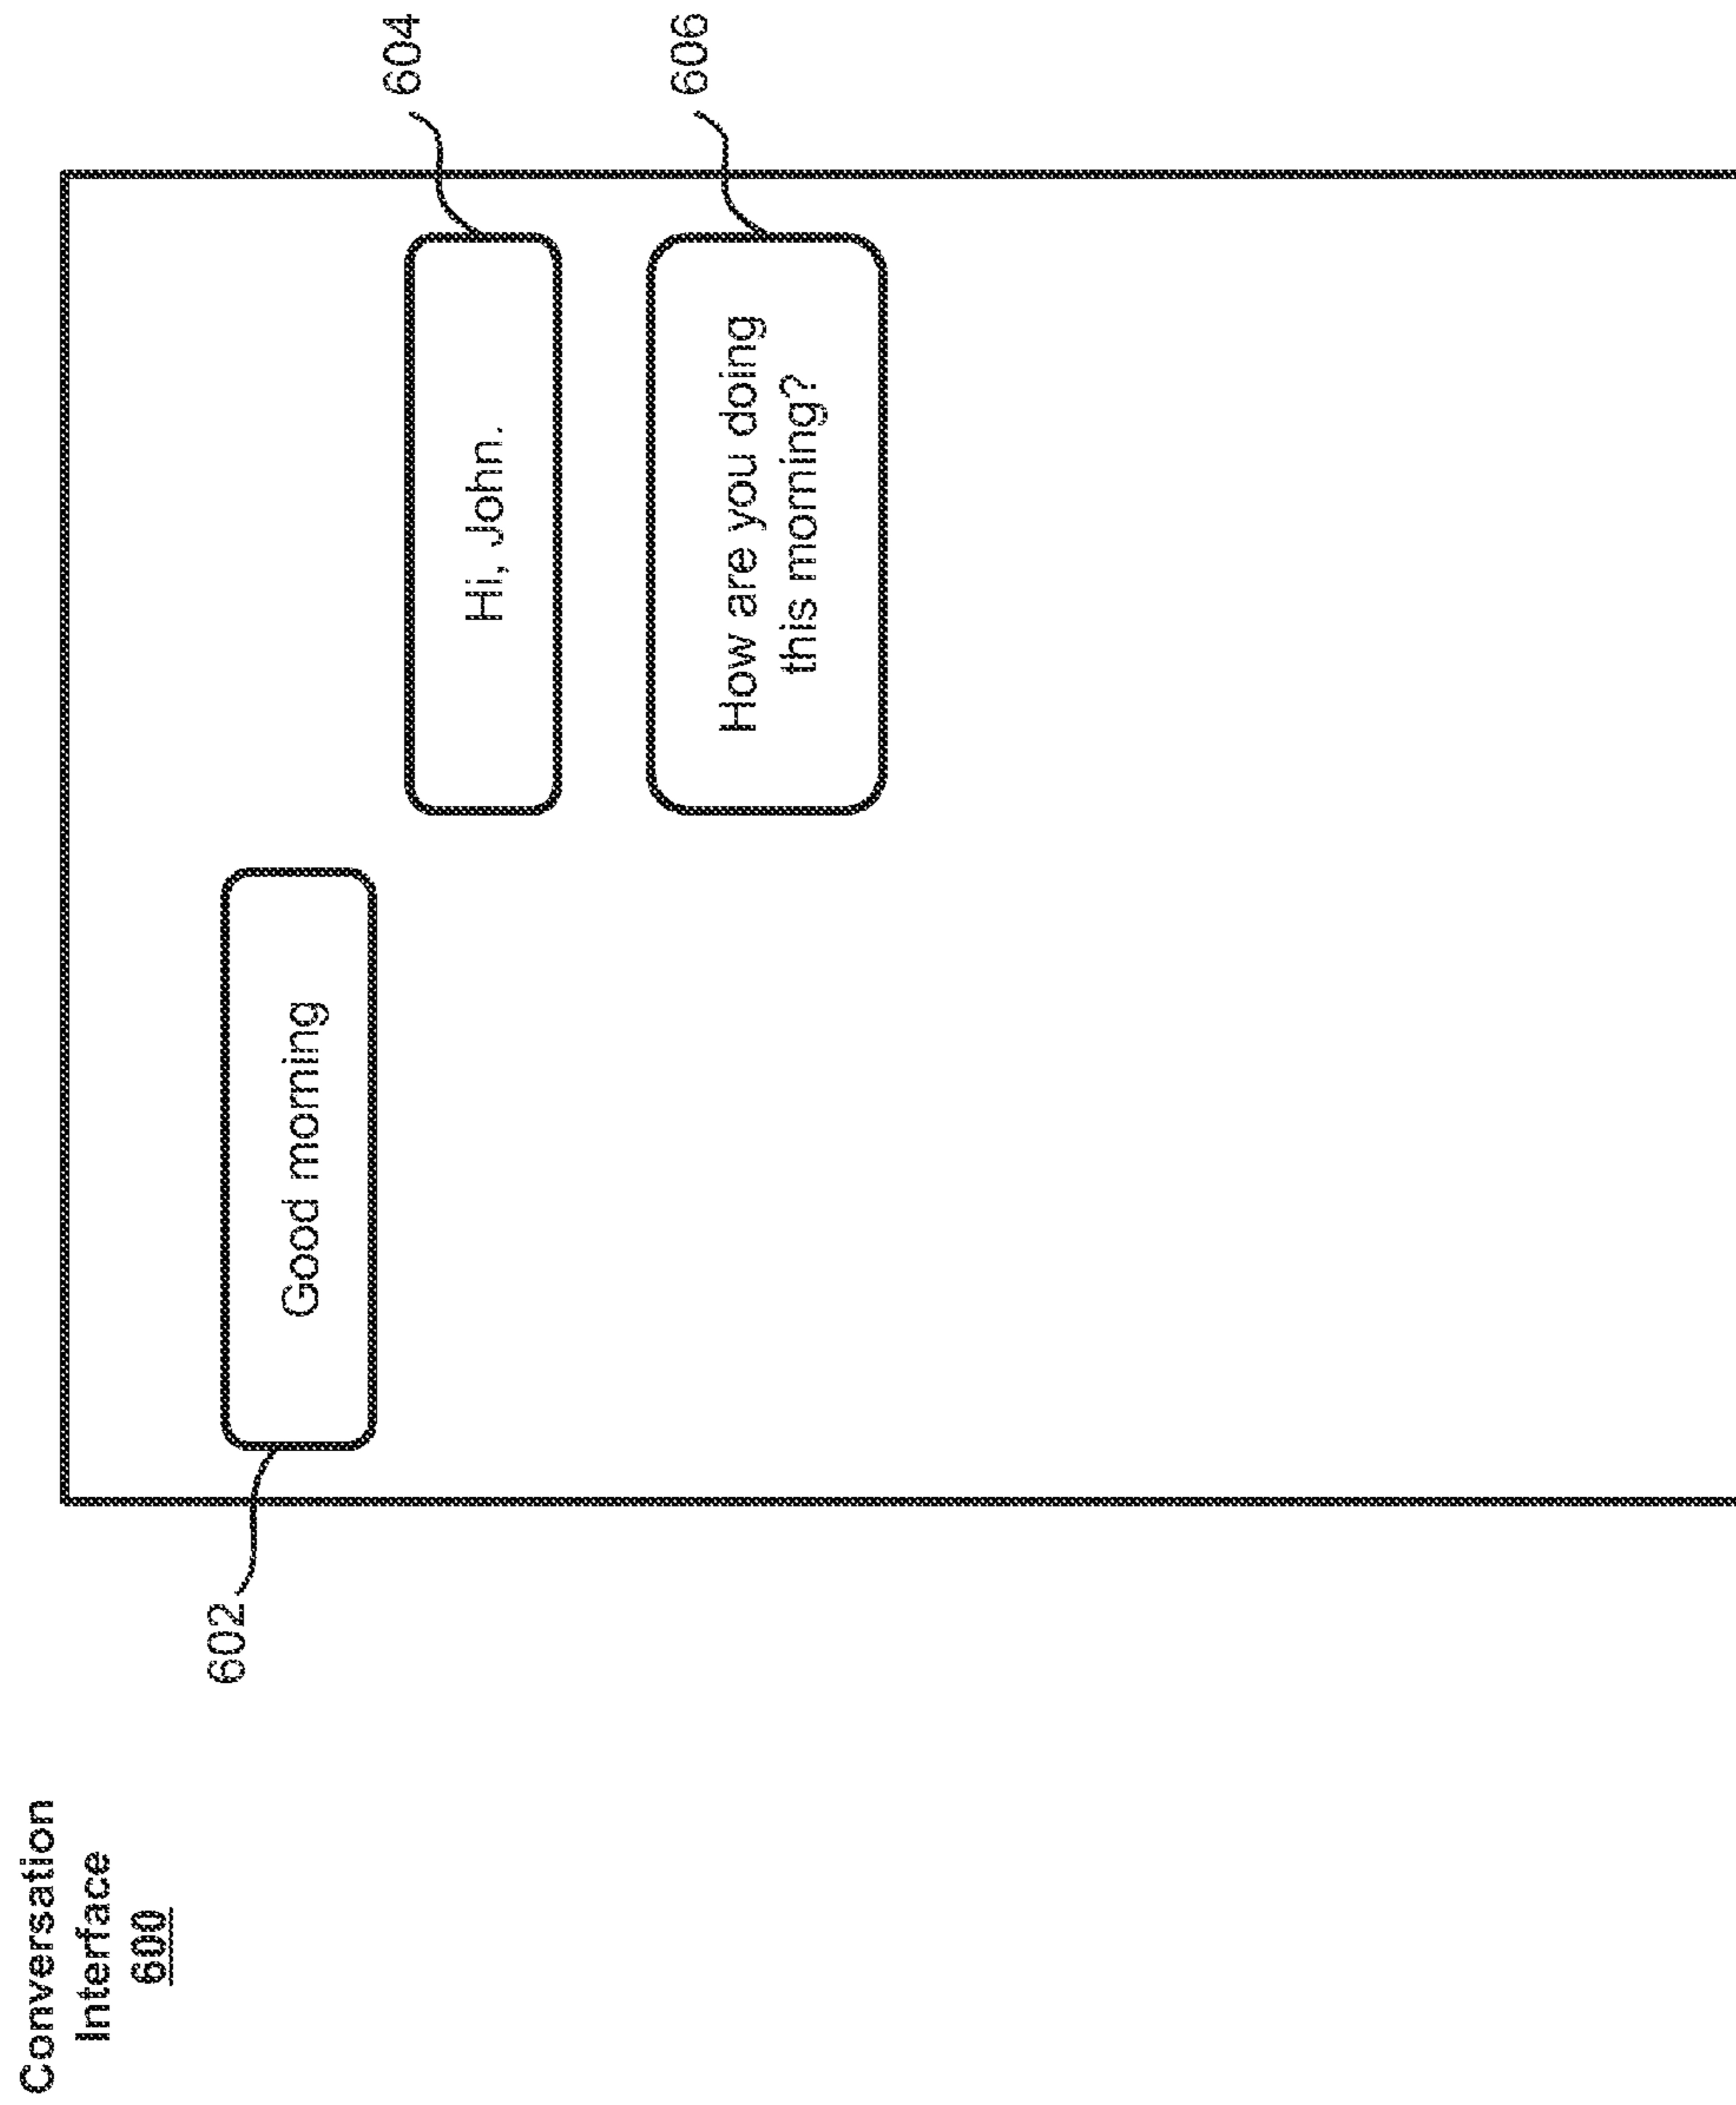 Conversation
Interface
600
602
Good morning
Hi, John.
604
How are you doing
this morning?
606